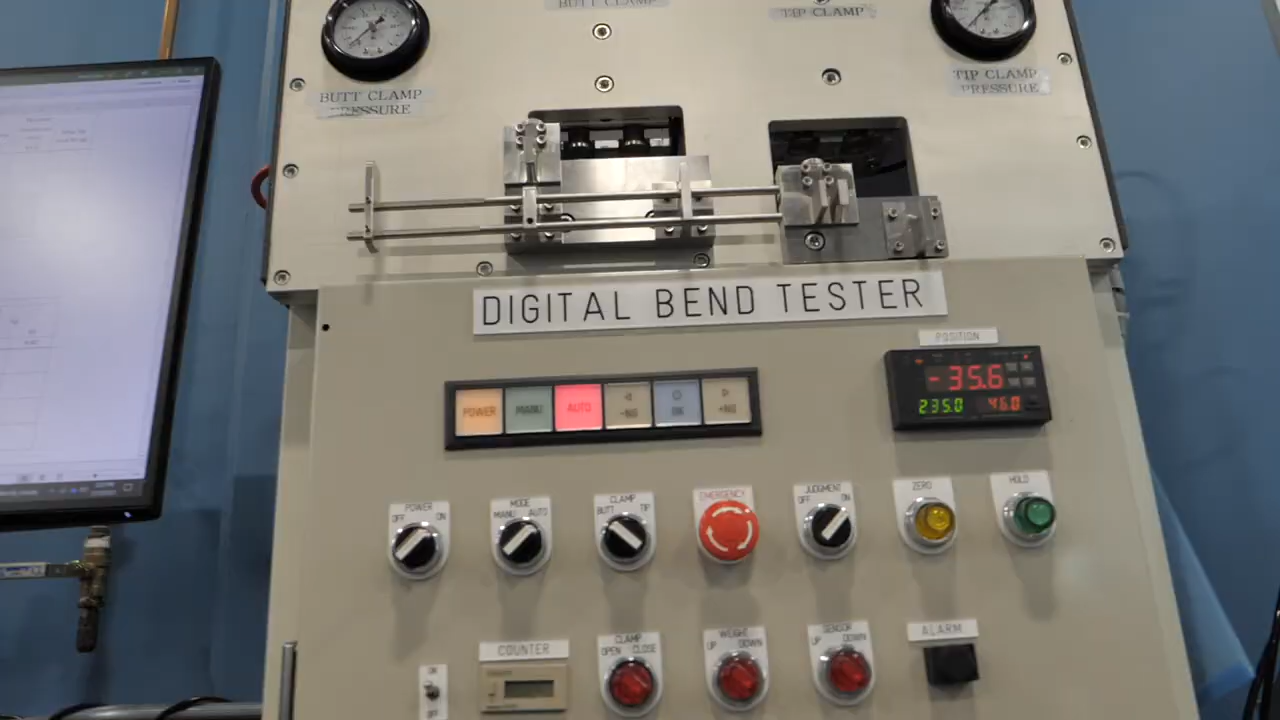 BUTT CLAMP
TIP CLAMP
BUTT CLAMP
PRESSURE
TIP CLAMP
PRESSURE
DIGITAL BEND TESTER
POSITION
-35.6
235.0 46.0
POWER MANU AUTO -NG OK +NG
POWER
OFF ON
MODE
MANU AUTO
CLAMP
BUTT TIP
EMERGENCY
JUDGMENT
OFF ON
ZERO
HOLD
COUNTER
CLAMP
OPEN CLOSE
WEIGHT
UP DOWN
SENSOR
UP DOWN
ALARM
ON
OFF